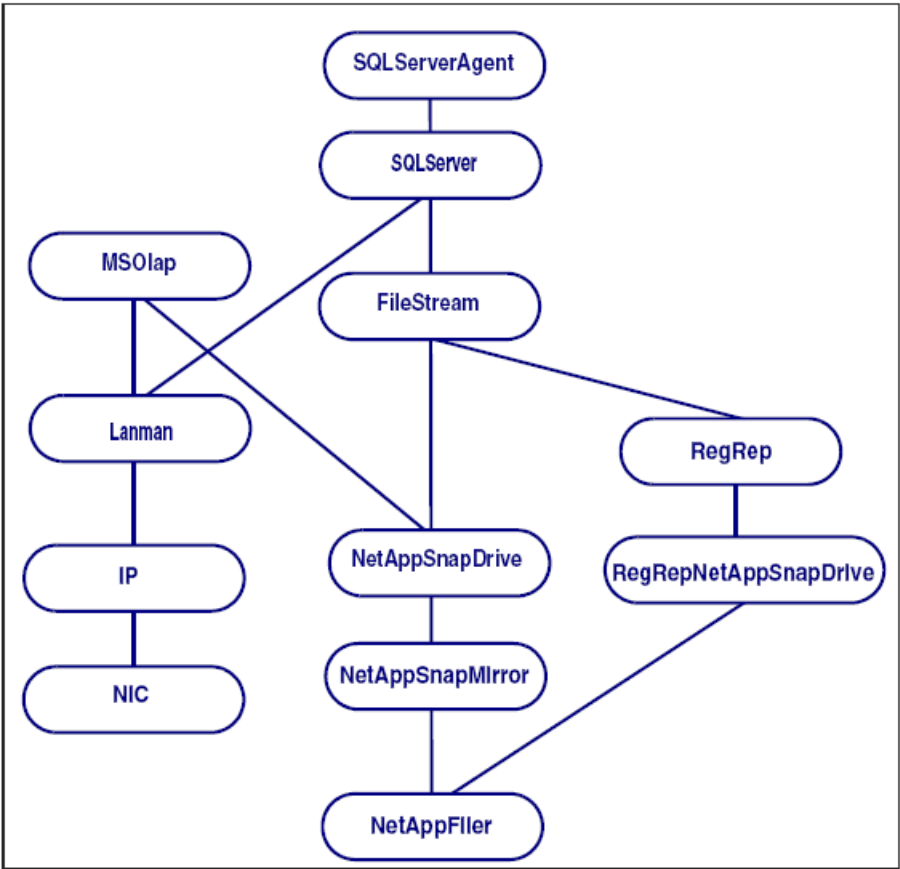 SQLServerAgent
SQLServer
MSOlap
FileStream
Lanman
RegRep
NetAppSnapDrive
RegRepNetAppSnapDrive
IP
NetAppSnapMirror
NIC
NetAppFiler